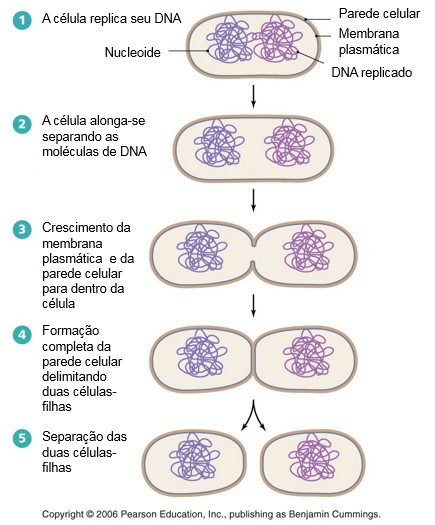 1 A célula replica seu DNA
Parede celular
Nucleoide
Membrana
plasmática
DNA replicado
2 A célula alonga-se
separando as
moléculas de DNA
3 Crescimento da
membrana
plasmática e da
parede celular
para dentro da
célula
4 Formação
completa da
parede celular
delimitando
duas células-
filhas
5 Separação das
duas células-
filhas
Copyright © 2006 Pearson Education, Inc., publishing as Benjamin Cummings.